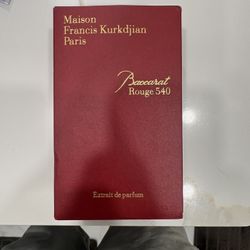 Maison
Francis Kurkdjian
Paris
Baccarat
Rouge 540
Extrait de parfum